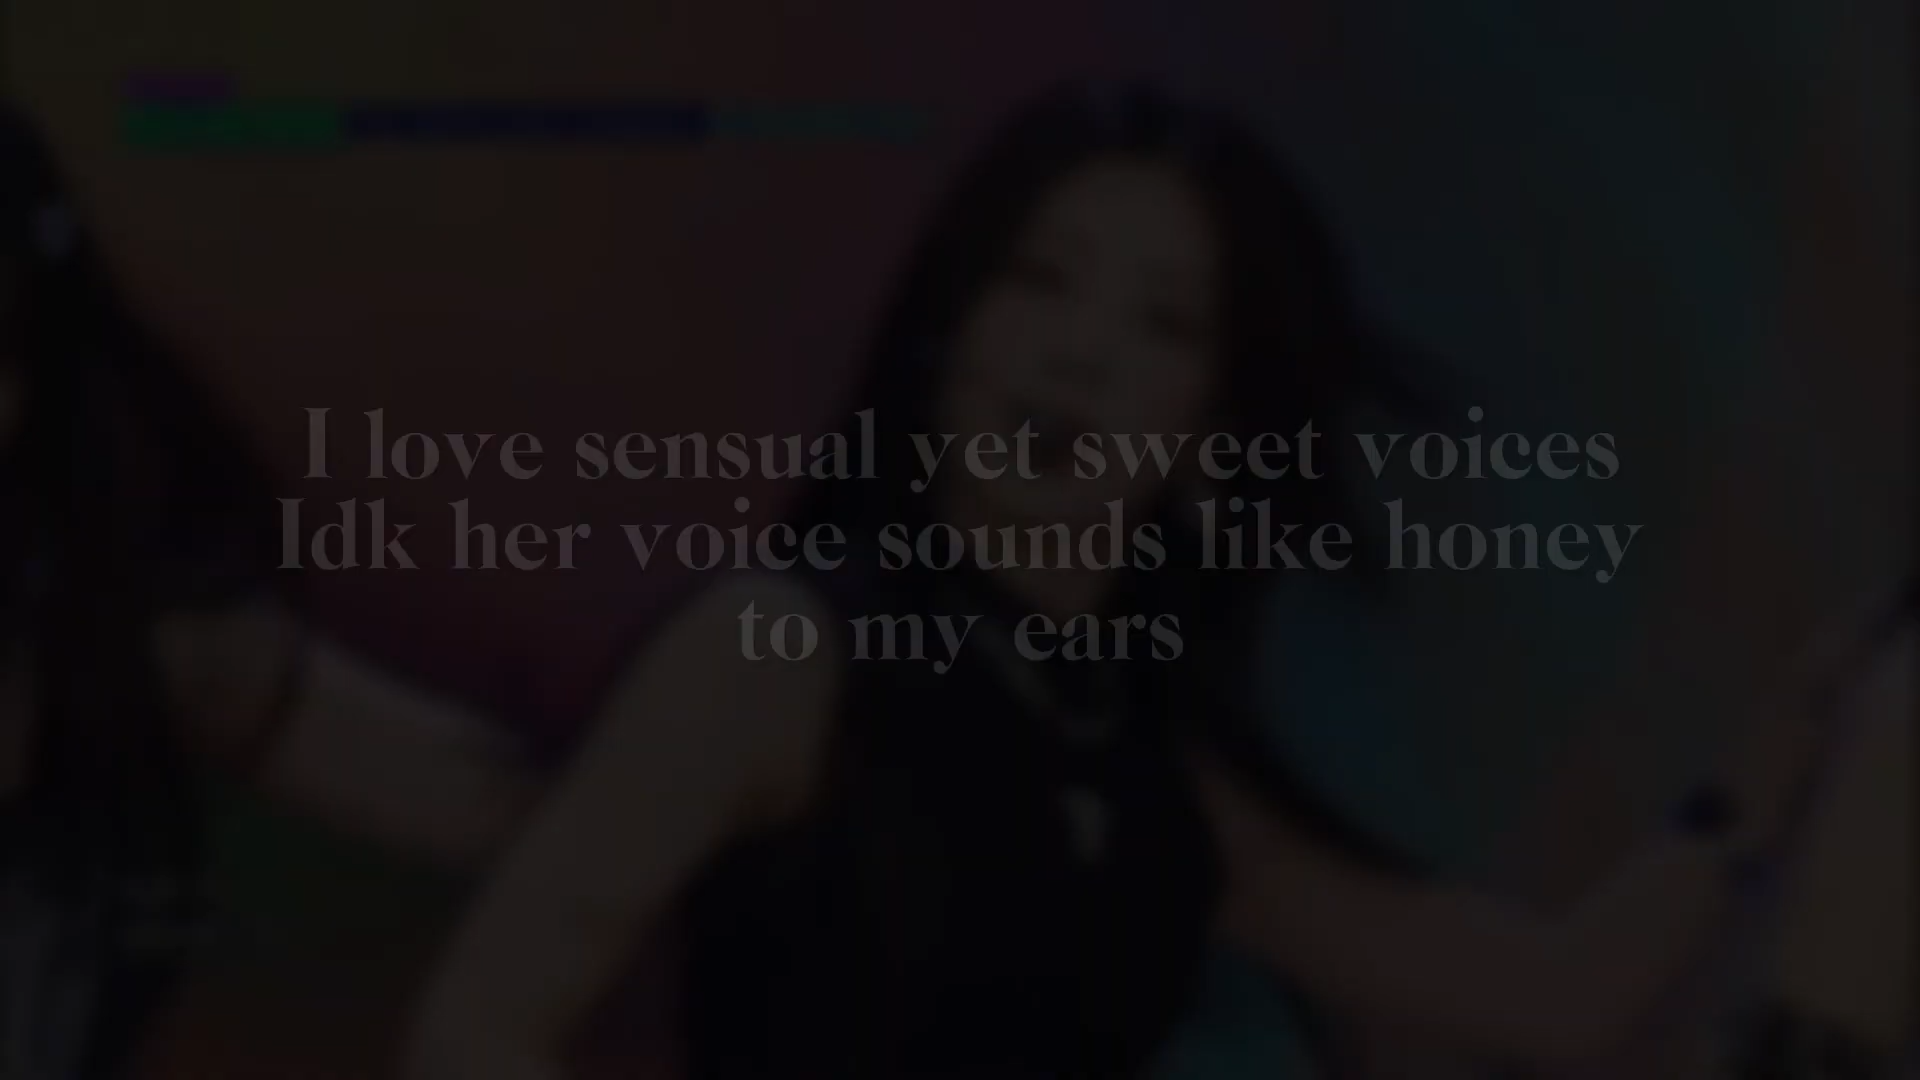 I love sensual yet sweet voices
Idk her voice sounds like honey
to my ears